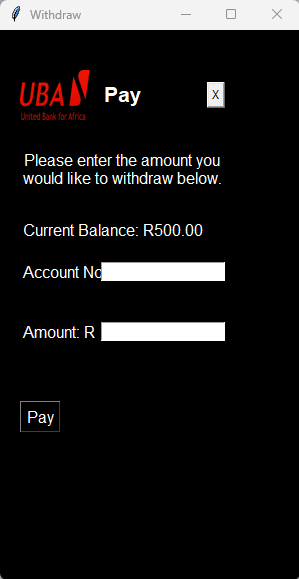 Withdraw
UBA Pay X
United Bank for Africa
Please enter the amount you
would like to withdraw below.
Current Balance: R500.00
Account No
Amount: R
Pay